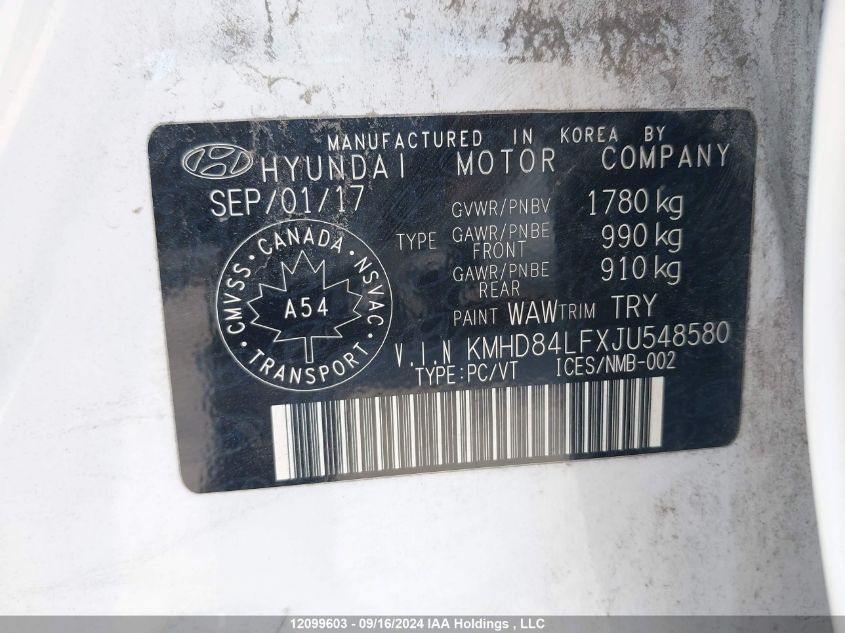 MANUFACTURED IN KOREA BY
HYUNDAI MOTOR COMPANY
SEP/01/17
GVWR/PNBV 1780 kg
TYPE GAWR/PNBE FRONT 990 kg
GAWR/PNBE REAR 910 kg
CMVSS • CANADA • NSVAC • TRANSPORT •
A54
PAINT WAW TRIM TRY
V.I.N KMHD84LFXJU548580
TYPE:PC/VT ICES/NMB-002
12099603 - 09/16/2024 IAA Holdings , LLC